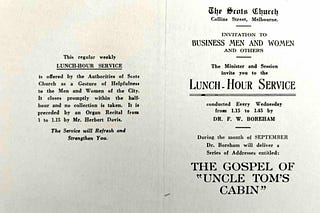 This regular weekly
LUNCH-HOUR SERVICE
is offered by the Authorities of Scots
Church as a Gesture of Helpfulness
to the Men and Women of the City.
It closes promptly within the half-
hour and no collection is taken. It is
preceded by an Organ Recital from
1 to 1.15 by Mr. Herbert Davis.
The Service will Refresh and
Strengthen You.
The Scots Church
Collins Street, Melbourne.
INVITATION TO
BUSINESS MEN AND WOMEN
AND OTHERS
The Minister and Session
invite you to the
LUNCH-HOUR SERVICE
conducted Every Wednesday
from 1.15 to 1.45 by
DR. F. W. BOREHAM
During the month of SEPTEMBER
Dr. Boreham will deliver a
Series of Addresses entitled:
THE GOSPEL OF
"UNCLE TOM'S
CABIN"